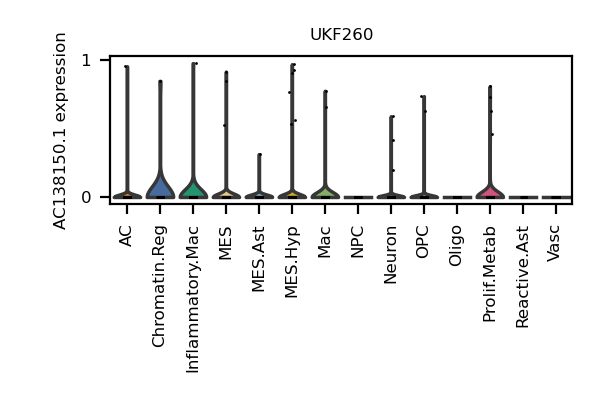 UKF260
AC138150.1 expression
1
0
AC
Chromatin.Reg
Inflammatory.Mac
MES
MES.Ast
MES.Hyp
Mac
NPC
Neuron
OPC
Oligo
Prolif.Metab
Reactive.Ast
Vasc